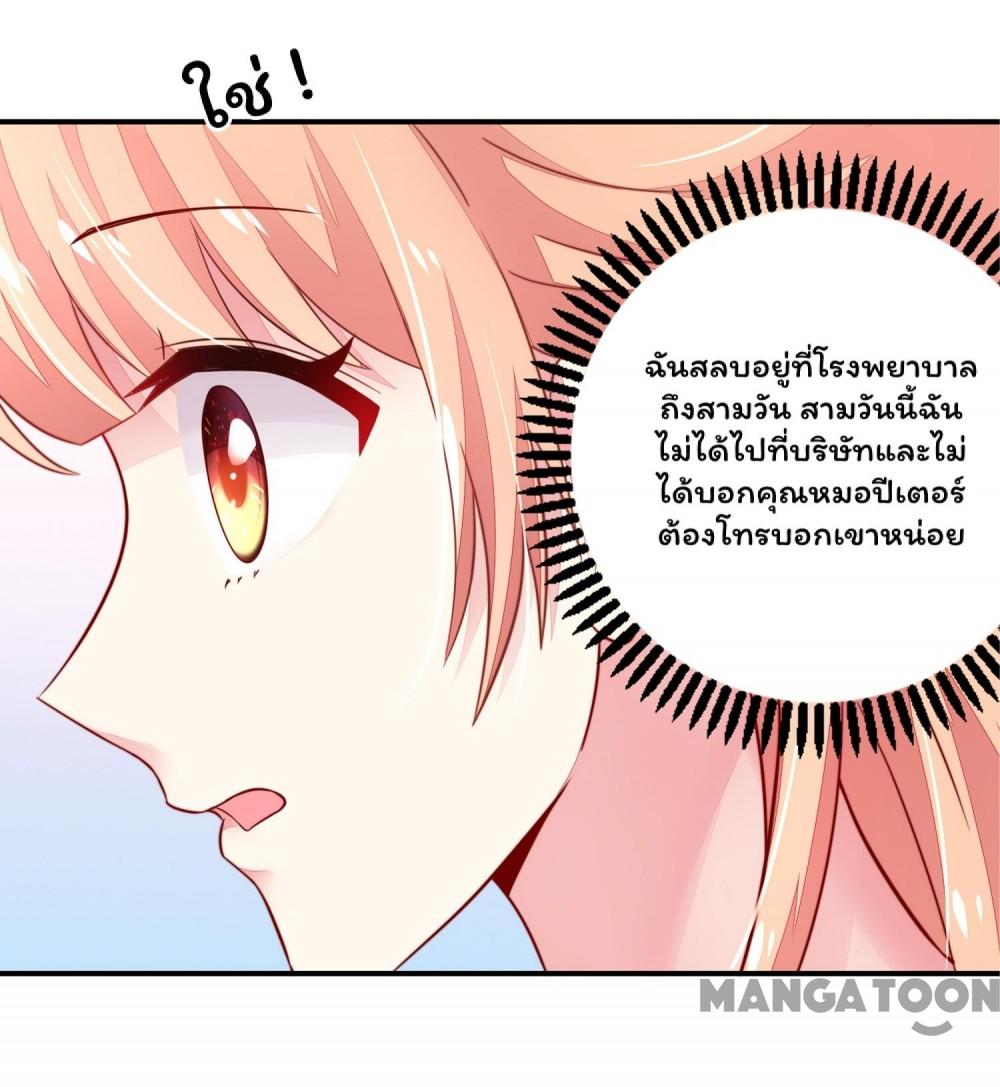 ใช่ !
ฉันสลบอยู่ที่โรงพยาบาล
ถึงสามวัน สามวันนี้ฉัน
ไม่ได้ไปที่บริษัทและไม่
ได้บอกคุณหมอปีเตอร์
ต้องโทรบอกเขาหน่อย
MANGATOON